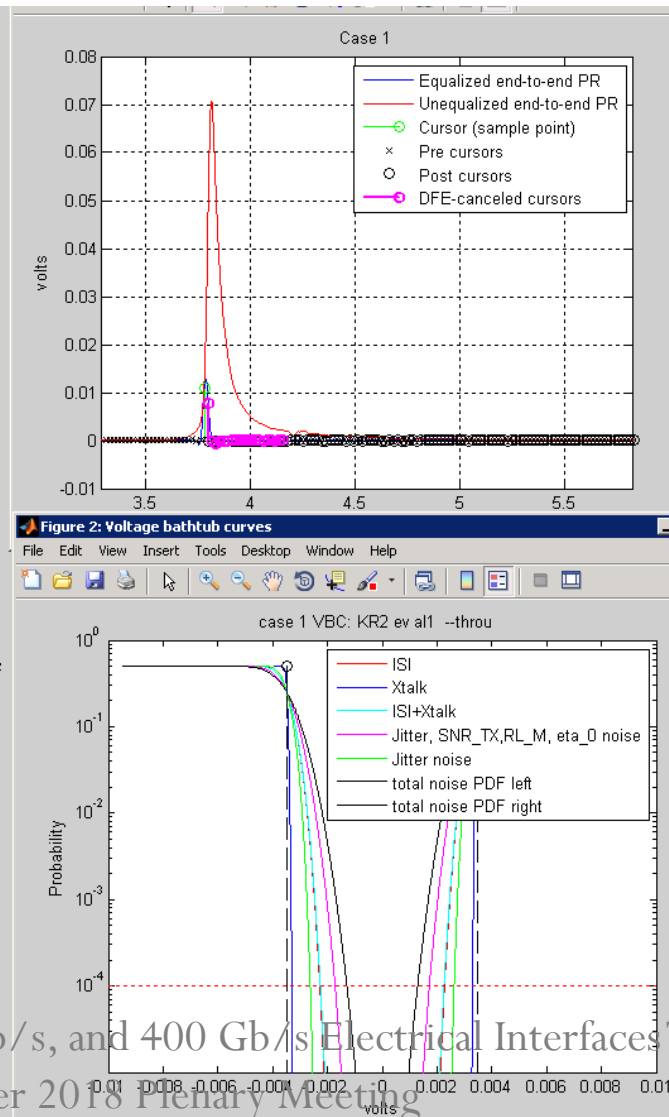 Case 1
0.08
0.07
0.06
0.05
0.04
0.03
0.02
0.01
0
-0.01
volts
3.5
4
4.5
5
5.5
Equalized end-to-end PR
Unequalized end-to-end PR
Cursor (sample point)
Pre cursors
Post cursors
DFE-canceled cursors
Figure 2: Voltage bathtub curves
File Edit View Insert Tools Desktop Window Help
case 1 VBC: KR2 ev al1 --throu
10^0
10^-1
10^-2
10^-3
10^-4
Probability
ISI
Xtalk
ISI+Xtalk
Jitter, SNR_TX,RL_M, eta_0 noise
Jitter noise
total noise PDF left
total noise PDF right
b/s, and 400 Gb/s Electrical Interfaces
-0.01 -0.008 -0.006 -0.004 -0.002 0 0.002 0.004 0.006 0.008 0.01
er 2018 Plenary Meeting
volts